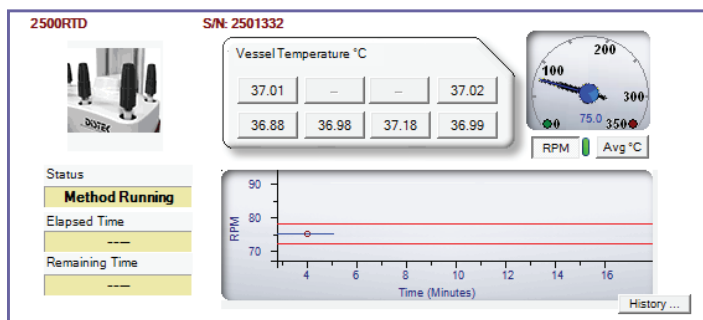 2500RTD
S/N: 2501332
DISTEK
Vessel Temperature °C
37.01 – – 37.02
36.88 36.98 37.18 36.99
200
100
300
0 75.0 350
RPM Avg °C
Status
Method Running
Elapsed Time
----
Remaining Time
----
90
80
70
RPM
4 6 8 10 12 14 16
Time (Minutes)
History ...